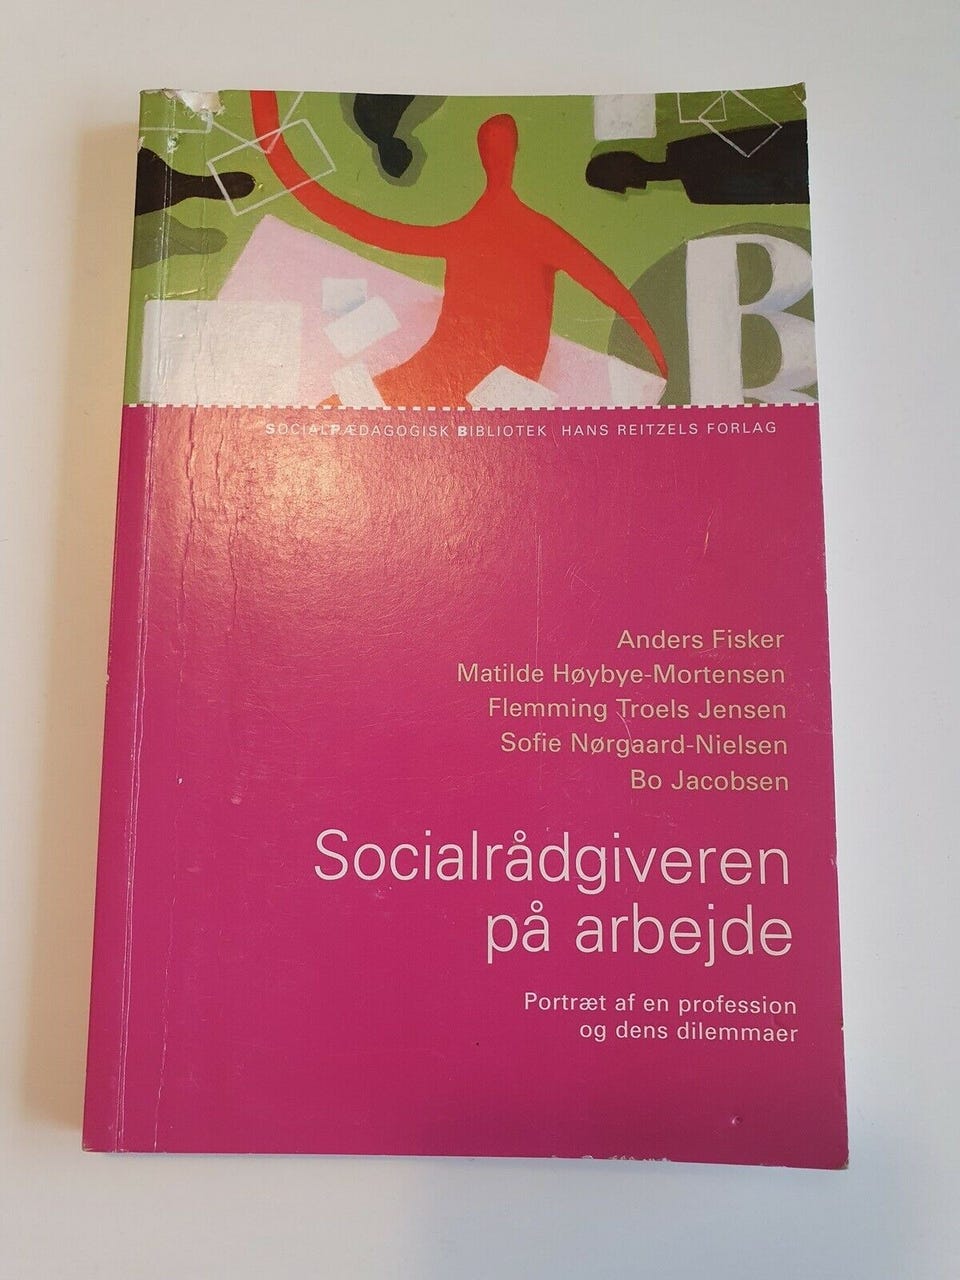 B
SOCIALPÆDAGOGISK BIBLIOTEK HANS REITZELS FORLAG
Anders Fisker
Matilde Høybye-Mortensen
Flemming Troels Jensen
Sofie Nørgaard-Nielsen
Bo Jacobsen
Socialrådgiveren
på arbejde
Portræt af en profession
og dens dilemmaer